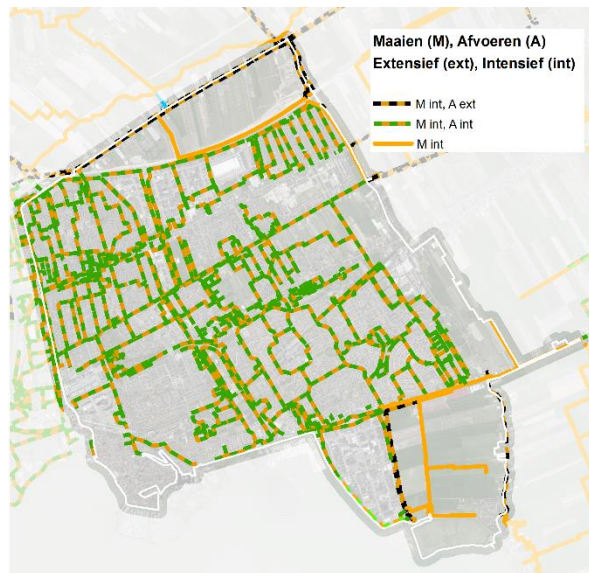 Maaien (M), Afvoeren (A)
Extensief (ext), Intensief (int)
M int, A ext
M int, A int
M int